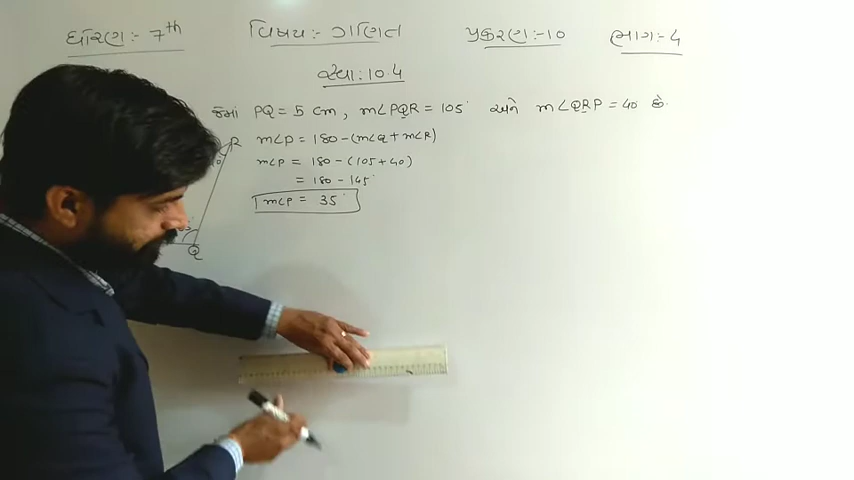 ધોરણ :- 7th વિષય :- ગણિત પ્રકરણ :- 10 ભાગ :- 4
સ્વા : 10.4
જેમાં PQ = 5 cm, m∠PQR = 105° અને m∠QRP = 40° છે.
R m∠P = 180 - (m∠Q + m∠R)
m∠P = 180 - (105 + 40)
= 180 - 145°
m∠P = 35°
Q